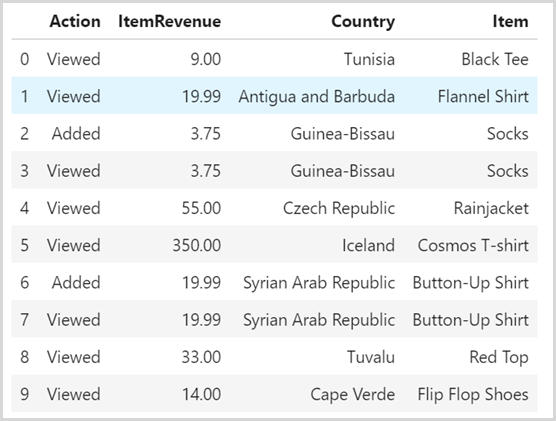 Action ItemRevenue Country Item
0 Viewed 9.00 Tunisia Black Tee
1 Viewed 19.99 Antigua and Barbuda Flannel Shirt
2 Added 3.75 Guinea-Bissau Socks
3 Viewed 3.75 Guinea-Bissau Socks
4 Viewed 55.00 Czech Republic Rainjacket
5 Viewed 350.00 Iceland Cosmos T-shirt
6 Added 19.99 Syrian Arab Republic Button-Up Shirt
7 Viewed 19.99 Syrian Arab Republic Button-Up Shirt
8 Viewed 33.00 Tuvalu Red Top
9 Viewed 14.00 Cape Verde Flip Flop Shoes